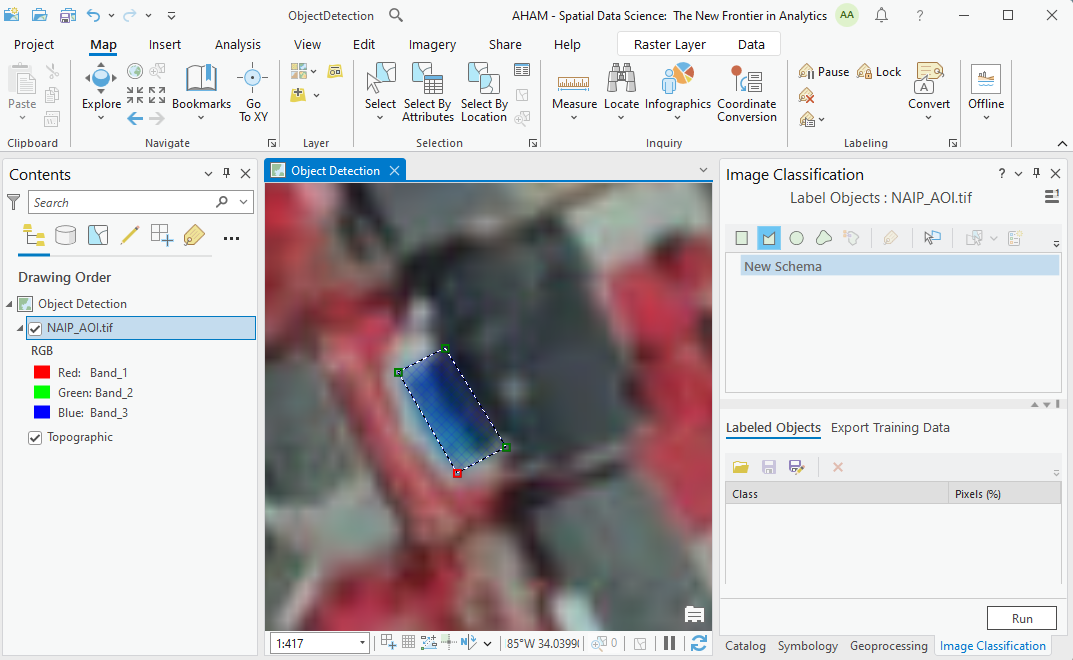 ObjectDetection
AHAM - Spatial Data Science: The New Frontier in Analytics
AA
?
Project Map Insert Analysis View Edit Imagery Share Help Raster Layer Data
Paste
Explore
Bookmarks
Go To XY
Select
Select By Attributes
Select By Location
Measure
Locate
Infographics
Coordinate Conversion
Pause
Lock
Convert
A
Offline
Clipboard
Navigate
Layer
Selection
Inquiry
Labeling
Contents
Search
Drawing Order
Object Detection
NAIP_AOI.tif
RGB
Red: Band_1
Green: Band_2
Blue: Band_3
Topographic
Object Detection
1:417
N
85°W 34.0399
0
Image Classification
?
Label Objects : NAIP_AOI.tif
1
New Schema
Labeled Objects Export Training Data
Class Pixels (%)
Run
Catalog Symbology Geoprocessing Image Classification